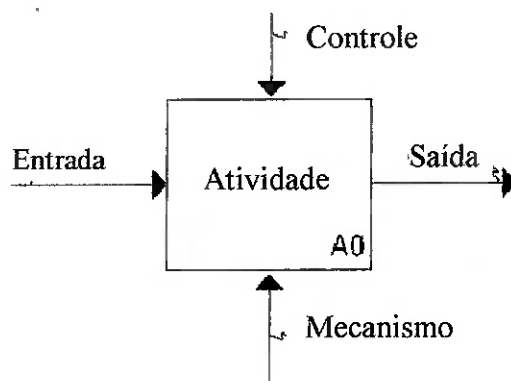 Controle
Entrada
Saída
Atividade
A0
Mecanismo